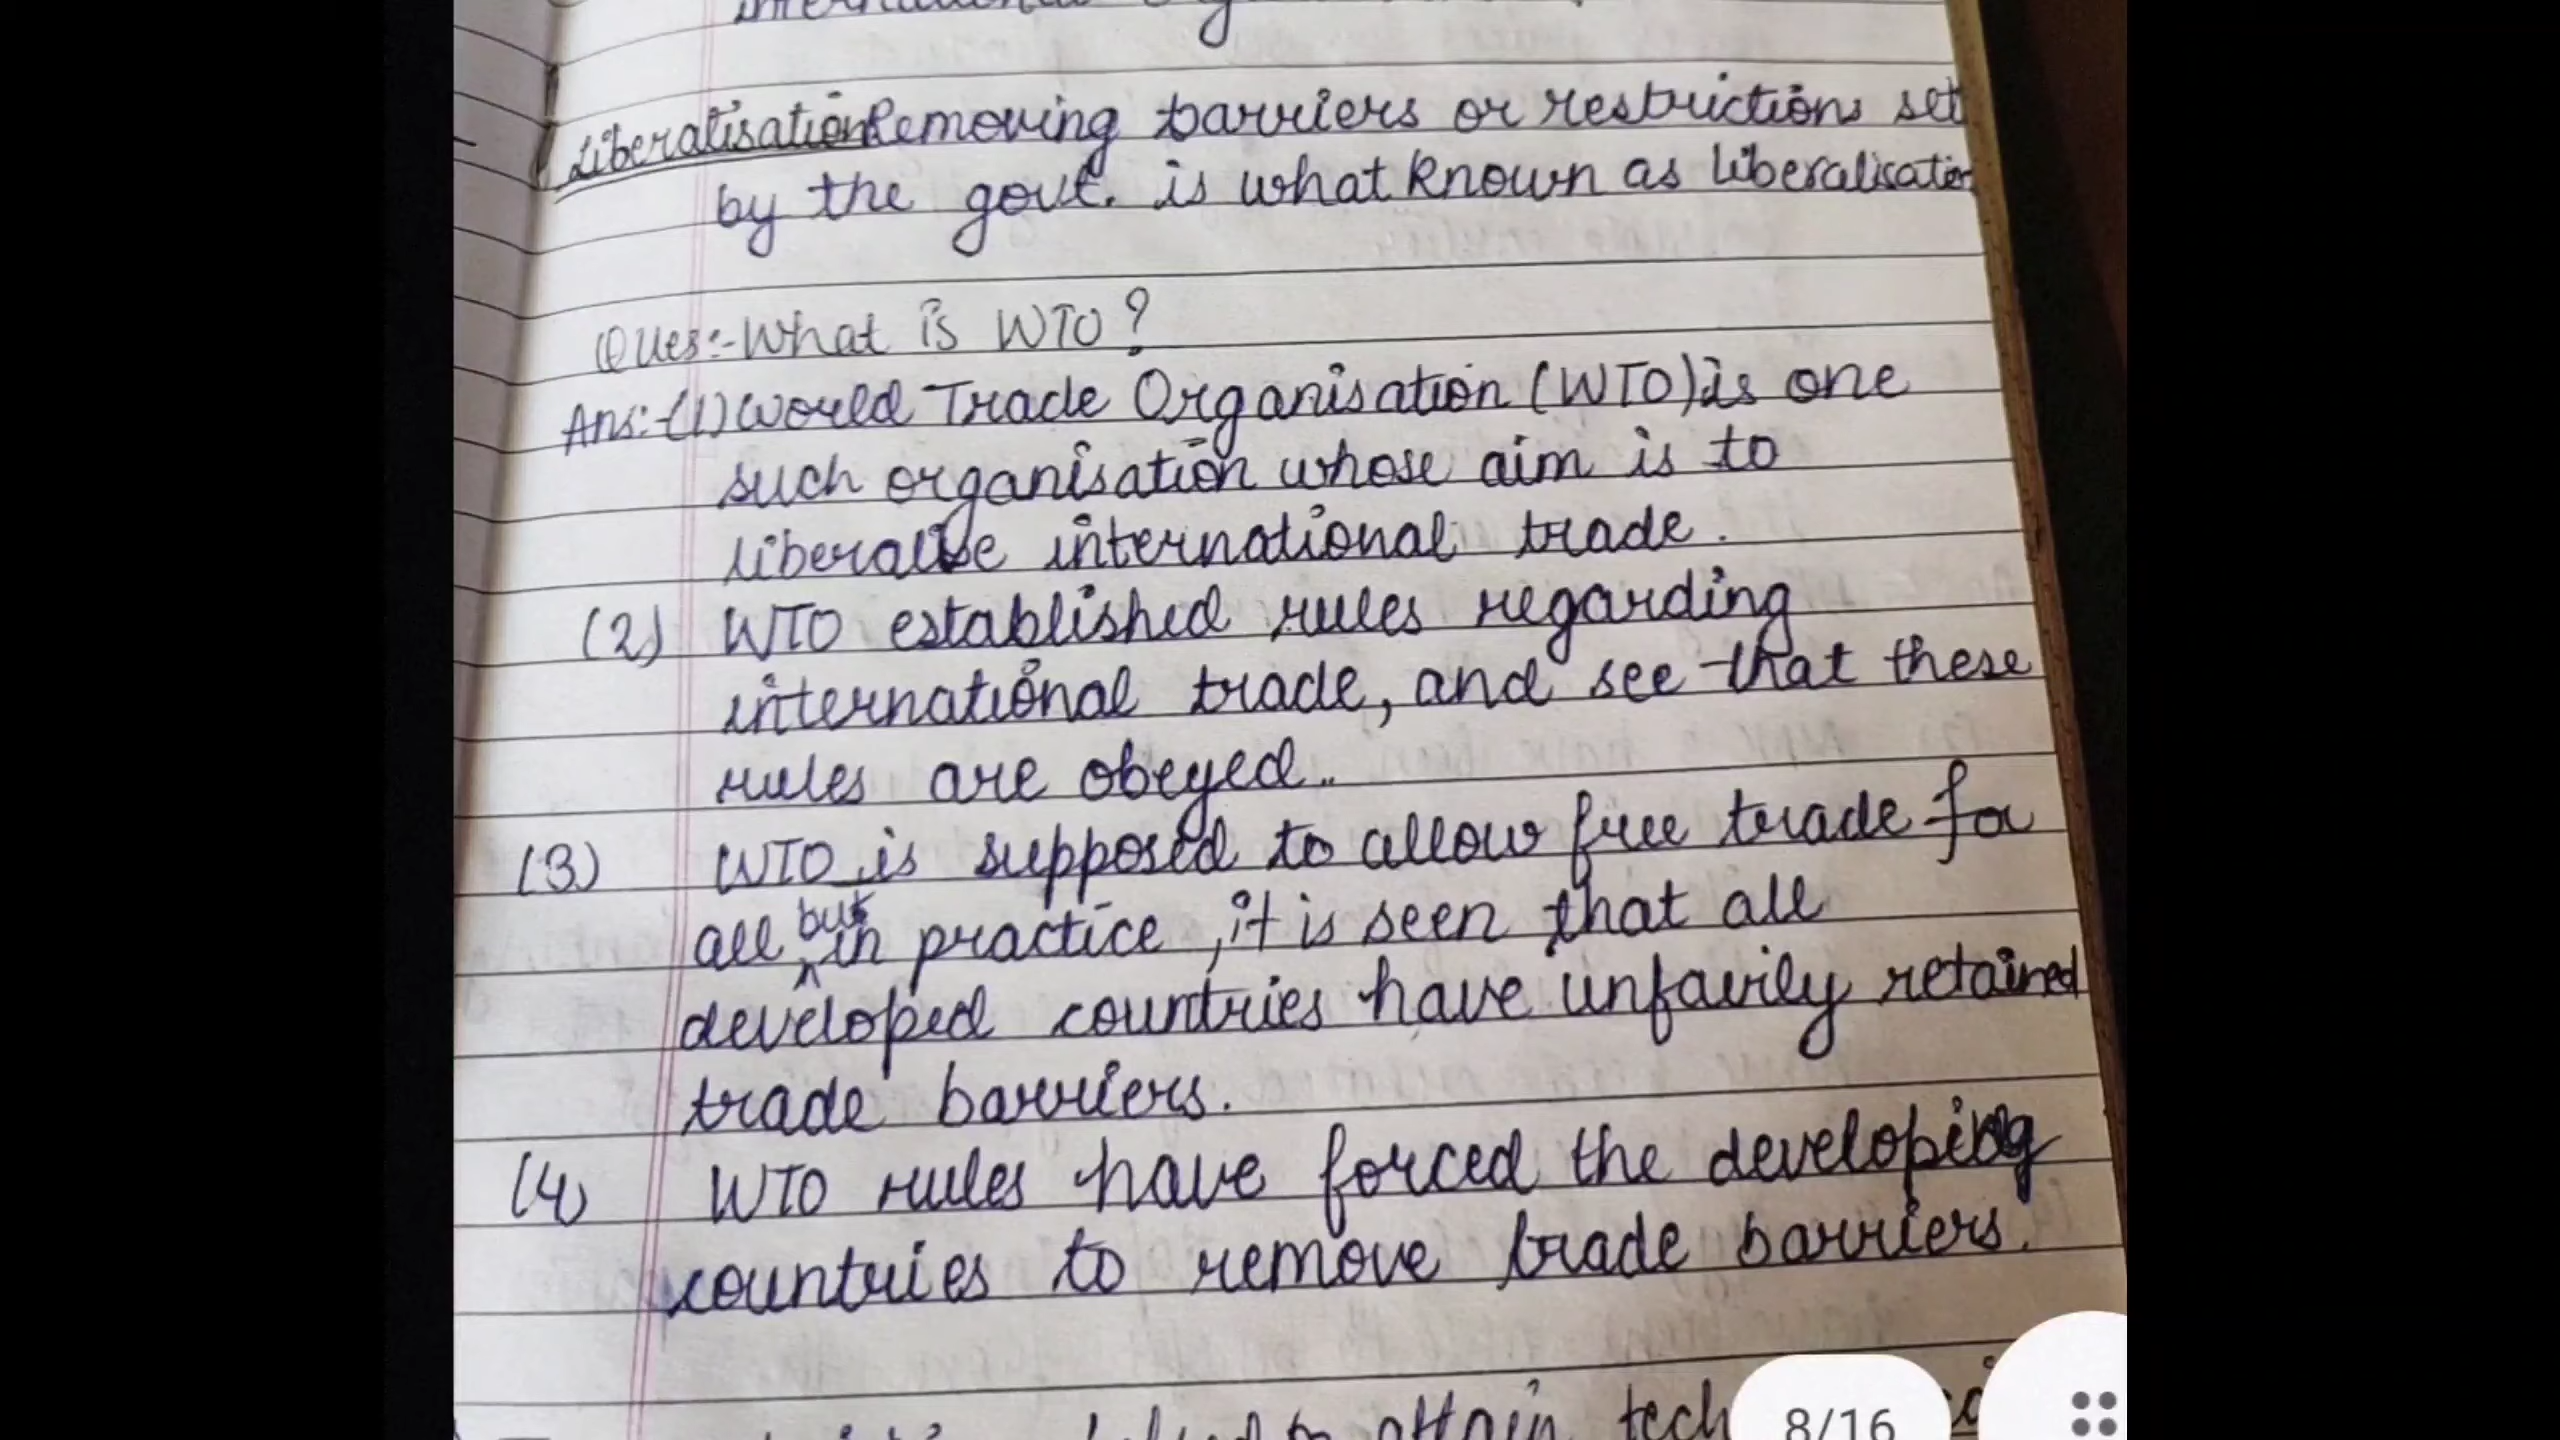 international
Liberalisation Removing barriers or restrictions set
by the govt. is what known as liberalisation
Ques:- What is WTO?
Ans:-(1) World Trade Organisation (WTO) is one
such organisation whose aim is to
liberalise international trade.
(2) WTO established rules regarding
international trade, and see that these
rules are obeyed..
(3) WTO is supposed to allow free trade for
all but in practice, it is seen that all
developed countries have unfairly retained
trade barriers.
(4) WTO rules have forced the developing
countries to remove trade barriers.
attain tech
8/16